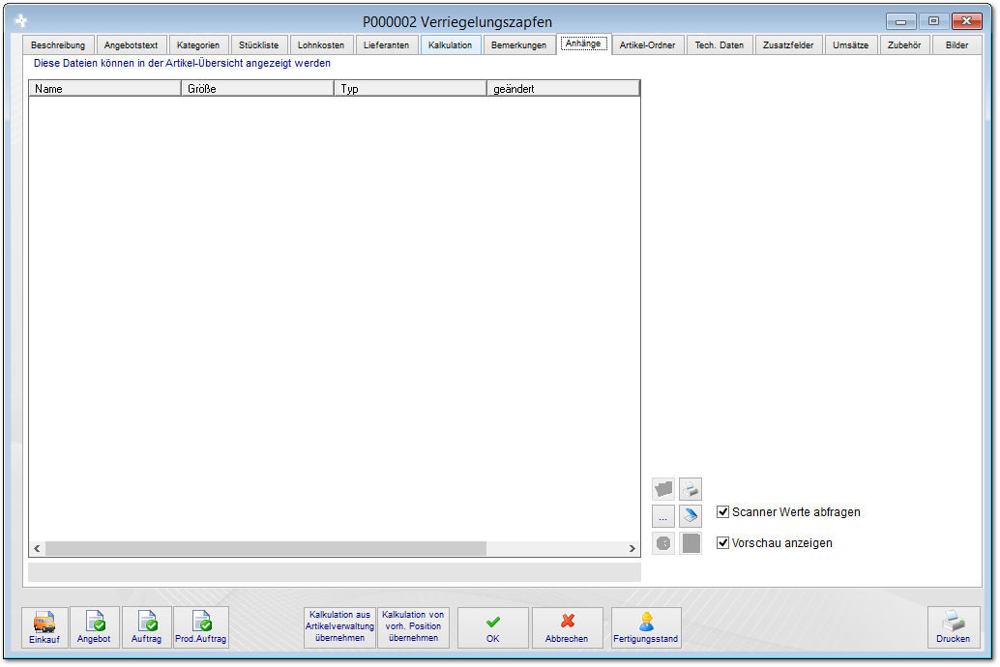 P000002 Verriegelungszapfen
Beschreibung Angebotstext Kategorien Stückliste Lohnkosten Lieferanten Kalkulation Bemerkungen Anhänge Artikel-Ordner Tech. Daten Zusatzfelder Umsätze Zubehör Bilder
Diese Dateien können in der Artikel-Übersicht angezeigt werden
Name Größe Typ geändert
...
Scanner Werte abfragen
Vorschau anzeigen
Einkauf
Angebot
Auftrag
Prod.Auftrag
Kalkulation aus
Artikelverwaltung
übernehmen
Kalkulation von
vorh. Position
übernehmen
OK
Abbrechen
Fertigungsstand
Drucken